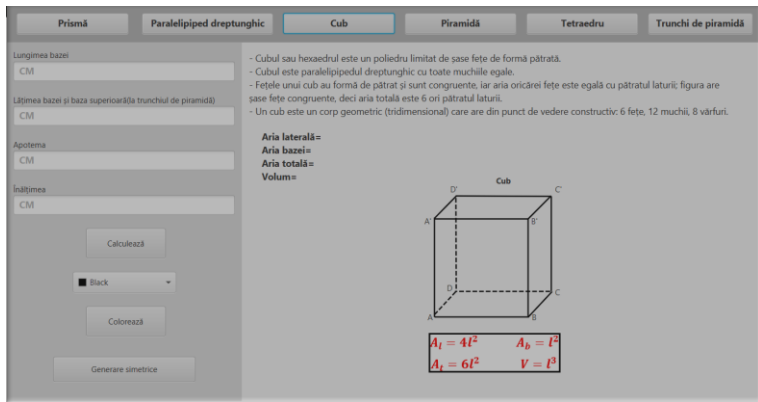 Prismă
Paralelipiped dreptunghic
Cub
Piramidă
Tetraedru
Trunchi de piramidă
Lungimea bazei
CM
Lățimea bazei și baza superioară(la trunchiul de piramidă)
CM
Apotema
CM
Înălțimea
CM
Calculează
Black
Colorează
Generare simetrice
- Cubul sau hexaedrul este un poliedru limitat de șase fețe de formă pătrată.
- Cubul este paralelipipedul dreptunghic cu toate muchiile egale.
- Fețele unui cub au formă de pătrat și sunt congruente, iar aria oricărei fețe este egală cu pătratul laturii; figura are
șase fețe congruente, deci aria totală este 6 ori pătratul laturii.
- Un cub este un corp geometric (tridimensional) care are din punct de vedere constructiv: 6 fețe, 12 muchii, 8 vârfuri.
Aria laterală=
Aria bazei=
Aria totală=
Volum=
Cub
D' C'
A' B'
D C
A B
A_l = 4l² A_b = l²
A_t = 6l² V = l³